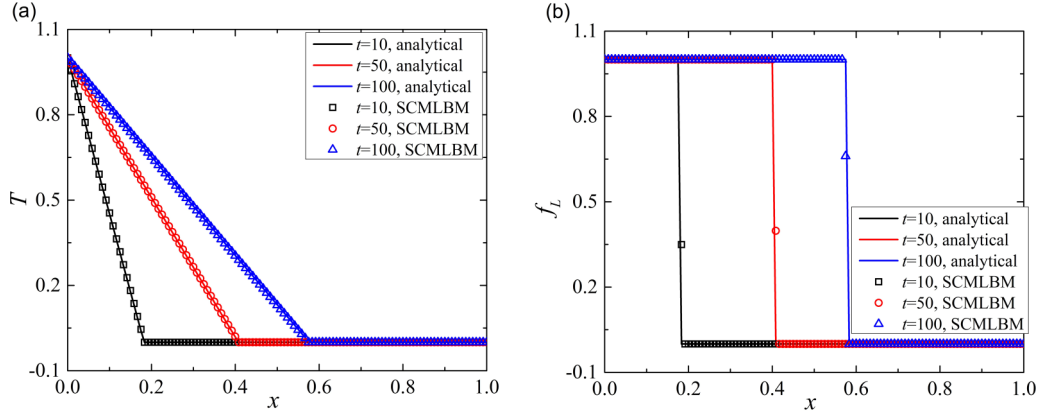 (a)
T
1.1
0.8
0.5
0.2
-0.1
0.0
0.2
0.4
0.6
0.8
1.0
x
t=10, analytical
t=50, analytical
t=100, analytical
t=10, SCMLBM
t=50, SCMLBM
t=100, SCMLBM
(b)
f_L
1.1
0.8
0.5
0.2
-0.1
0.0
0.2
0.4
0.6
0.8
1.0
x
t=10, analytical
t=50, analytical
t=100, analytical
t=10, SCMLBM
t=50, SCMLBM
t=100, SCMLBM